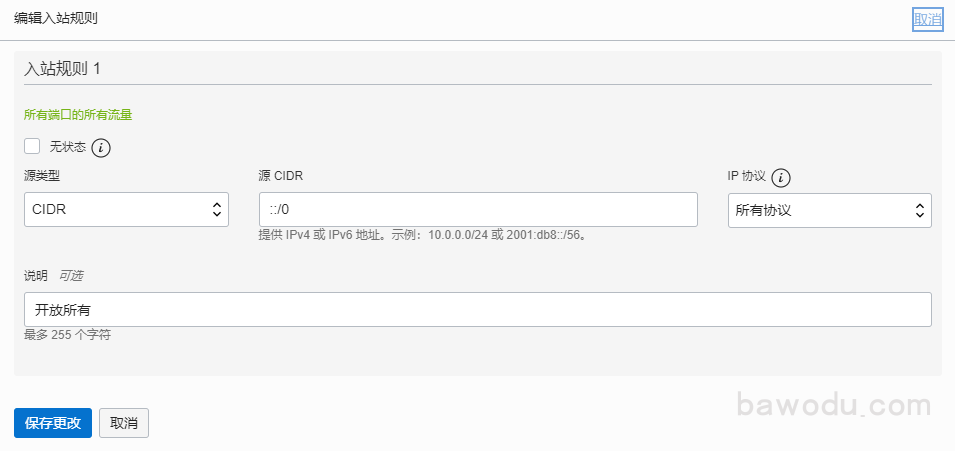 编辑入站规则
取消
入站规则 1
所有端口的所有流量
无状态 i
源类型
源 CIDR
IP 协议 i
CIDR
::/0
所有协议
提供 IPv4 或 IPv6 地址。示例：10.0.0.0/24 或 2001:db8::/56。
说明 可选
开放所有
最多 255 个字符
保存更改
取消
bawodu.com